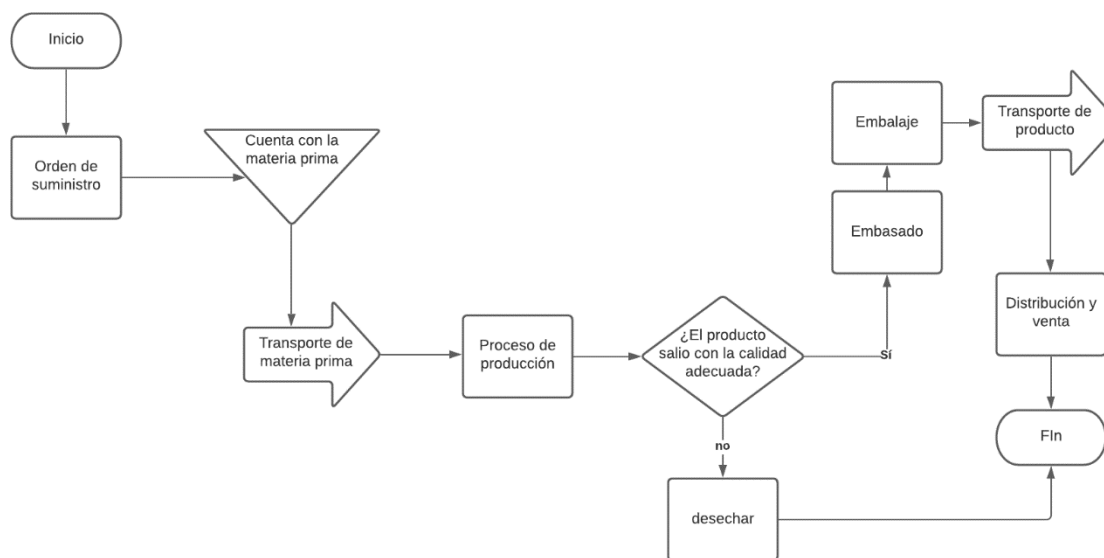 Inicio
Orden de
suministro
Cuenta con la
materia prima
Transporte de
materia prima
Proceso de
producción
¿El producto
salio con la calidad
adecuada?
Sí
Embasado
Embalaje
Transporte de
producto
Distribución y
venta
FIn
no
desechar